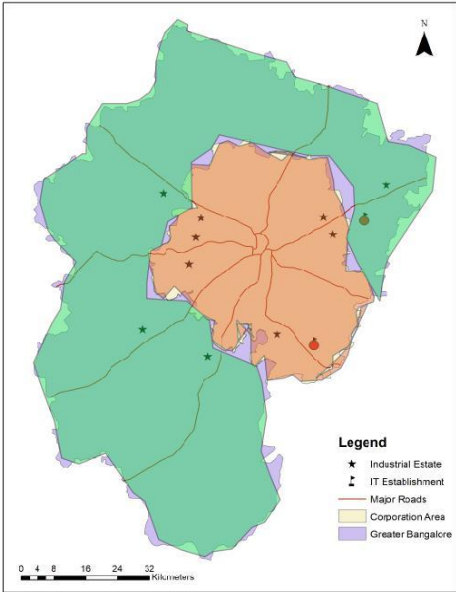 N
Legend
Industrial Estate
IT Establishment
Major Roads
Corporation Area
Greater Bangalore
0 4 8 16 24 32
Kilometers